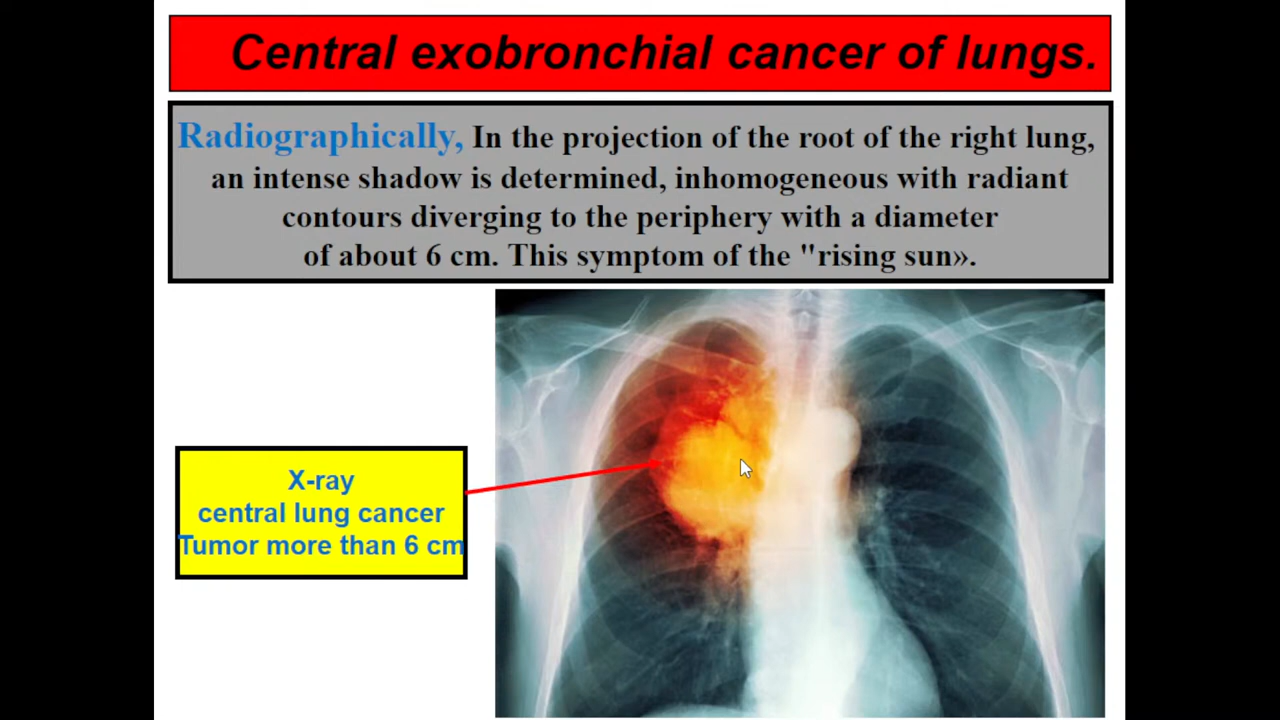 Central exobronchial cancer of lungs.
Radiographically, In the projection of the root of the right lung,
an intense shadow is determined, inhomogeneous with radiant
contours diverging to the periphery with a diameter
of about 6 cm. This symptom of the "rising sun».
X-ray
central lung cancer
Tumor more than 6 cm